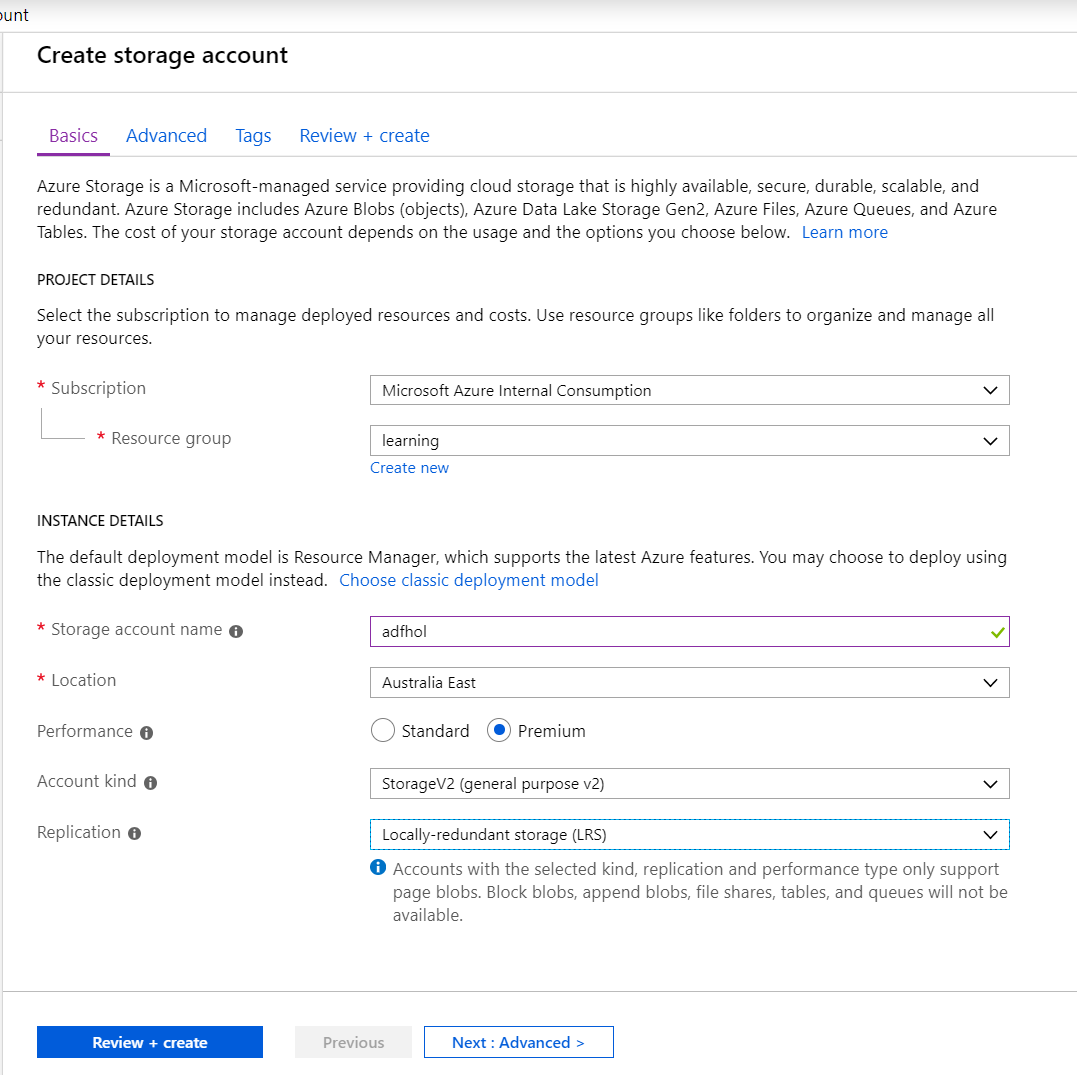 Create storage account
Basics Advanced Tags Review + create
Azure Storage is a Microsoft-managed service providing cloud storage that is highly available, secure, durable, scalable, and
redundant. Azure Storage includes Azure Blobs (objects), Azure Data Lake Storage Gen2, Azure Files, Azure Queues, and Azure
Tables. The cost of your storage account depends on the usage and the options you choose below. Learn more
PROJECT DETAILS
Select the subscription to manage deployed resources and costs. Use resource groups like folders to organize and manage all
your resources.
* Subscription Microsoft Azure Internal Consumption
* Resource group learning
Create new
INSTANCE DETAILS
The default deployment model is Resource Manager, which supports the latest Azure features. You may choose to deploy using
the classic deployment model instead. Choose classic deployment model
* Storage account name adfhol
* Location Australia East
Performance Standard Premium
Account kind StorageV2 (general purpose v2)
Replication Locally-redundant storage (LRS)
Accounts with the selected kind, replication and performance type only support
page blobs. Block blobs, append blobs, file shares, tables, and queues will not be
available.
Review + create Previous Next : Advanced >